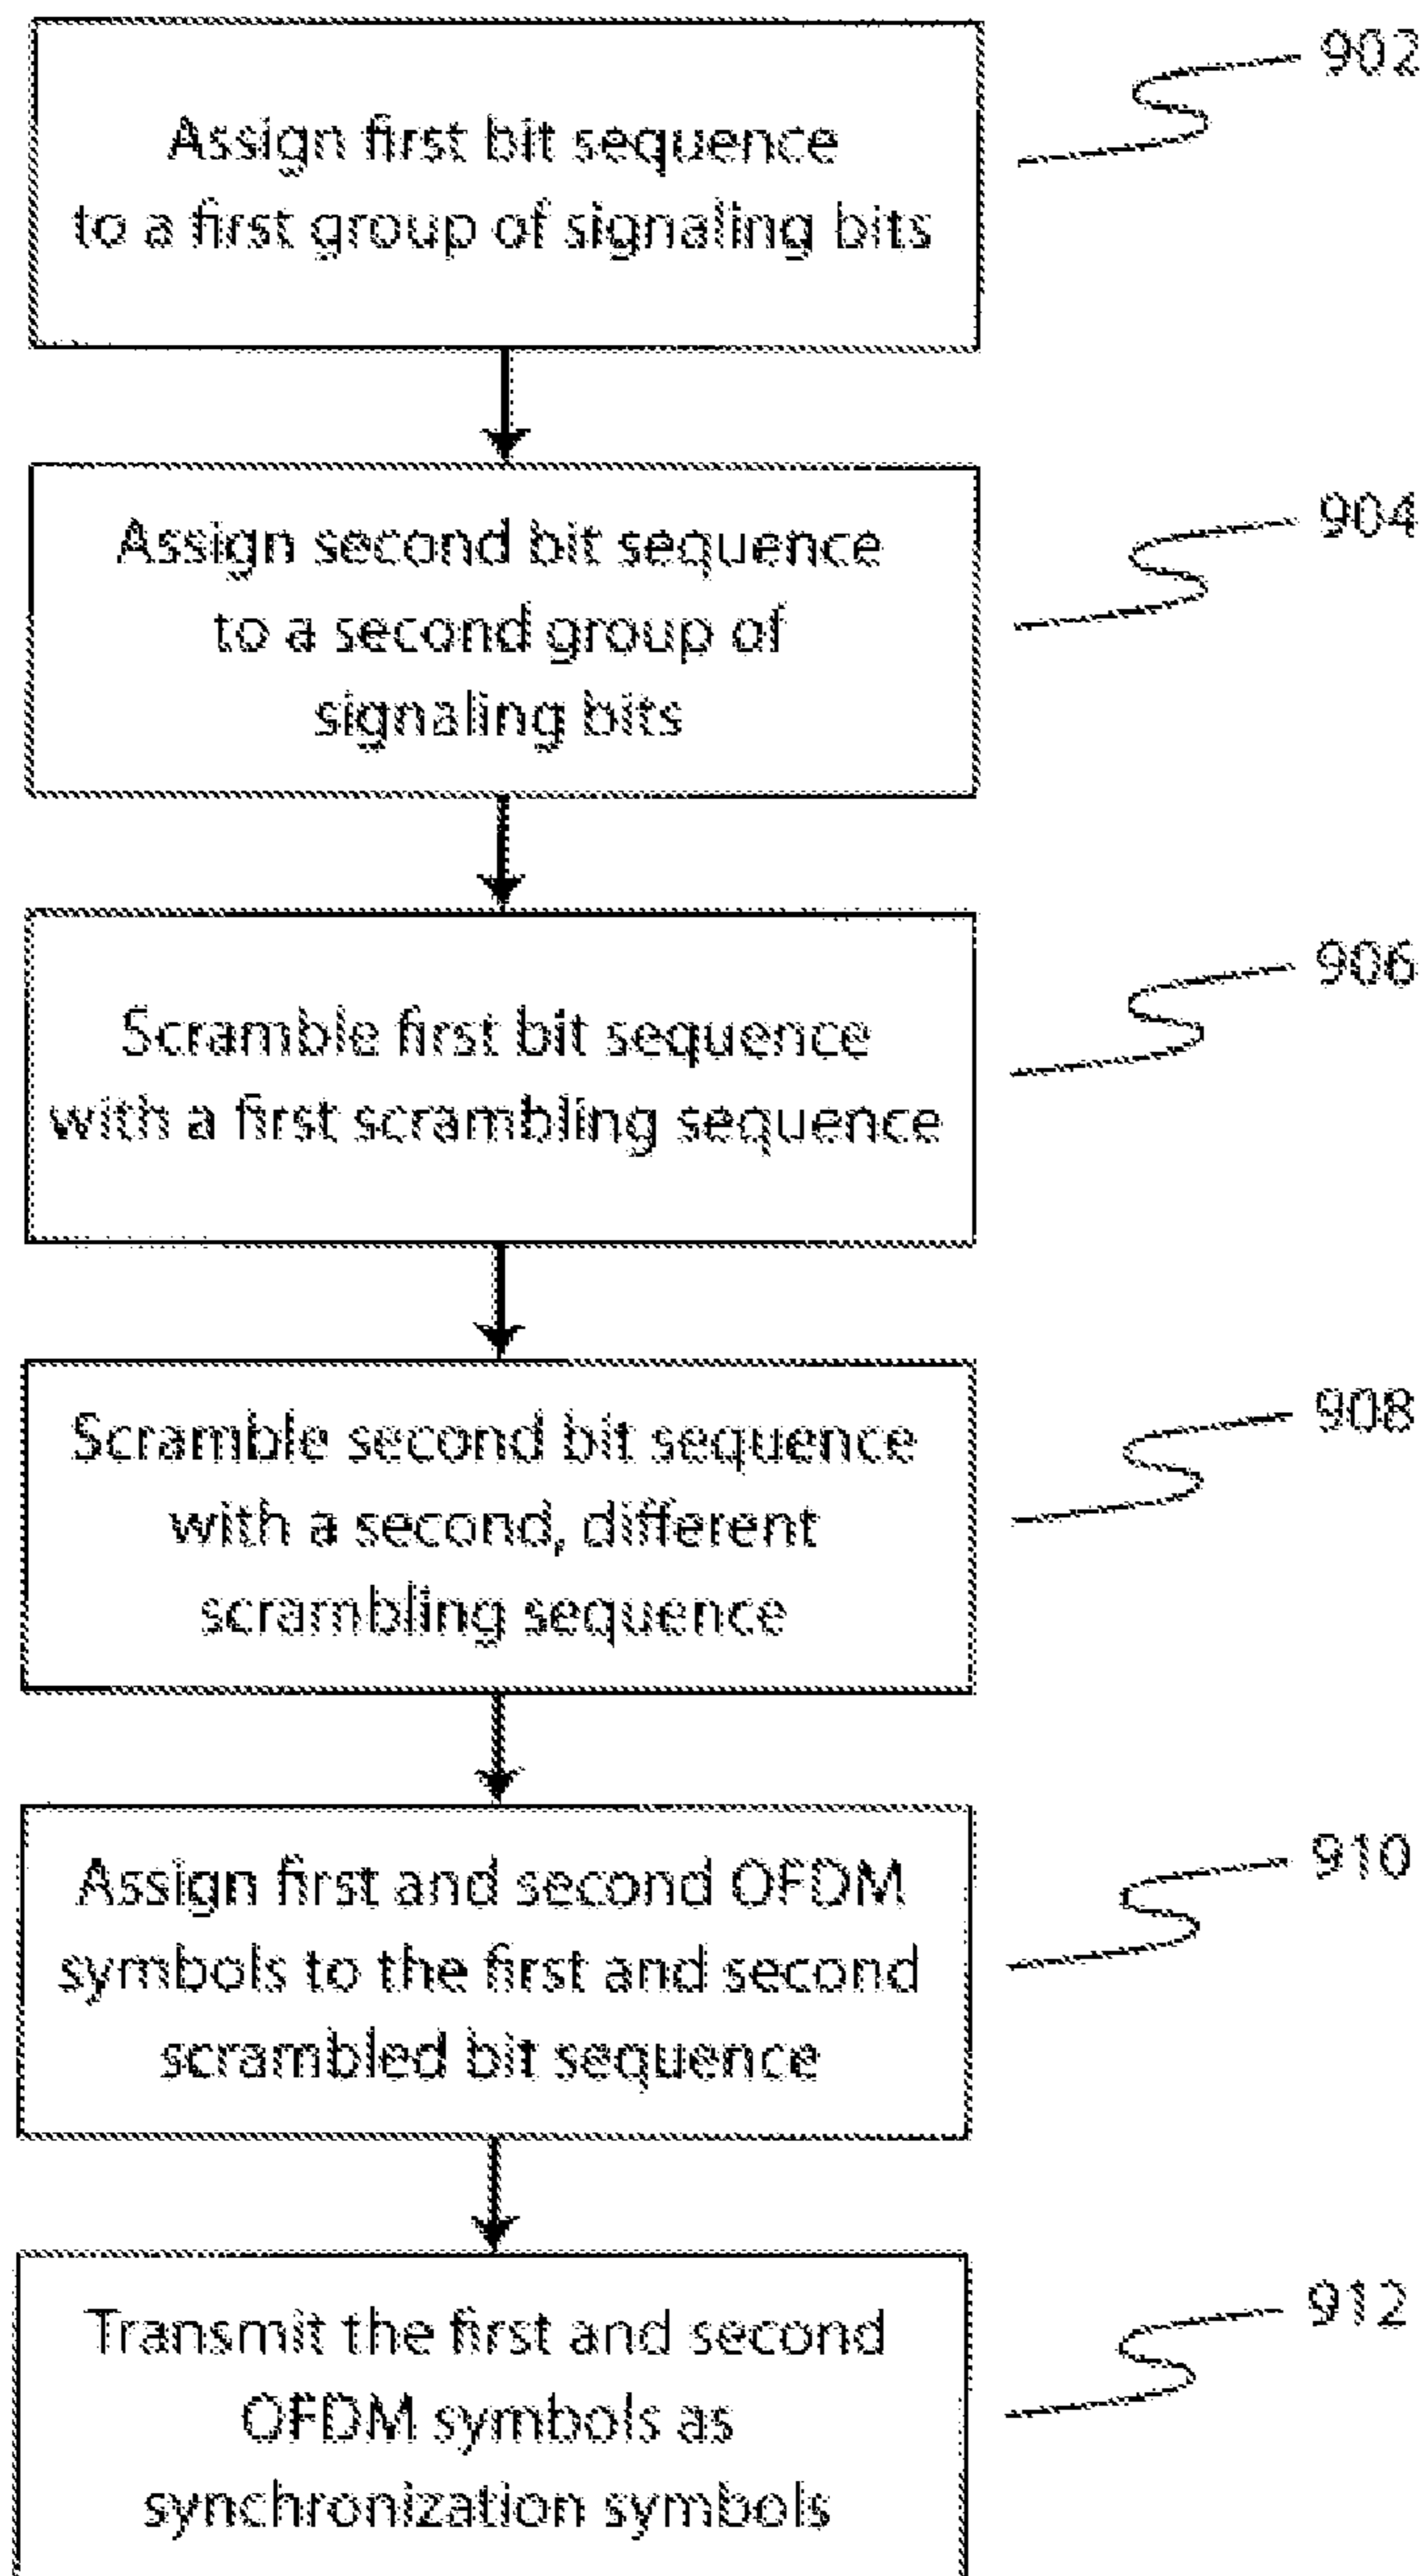 902
Assign first bit sequence
to a first group of signaling bits
904
Assign second bit sequence
to a second group of
signaling bits
906
Scramble first bit sequence
with a first scrambling sequence
908
Scramble second bit sequence
with a second, different
scrambling sequence
910
Assign first and second OFDM
symbols to the first and second
scrambled bit sequence
912
Transmit the first and second
OFDM symbols as
synchronization symbols